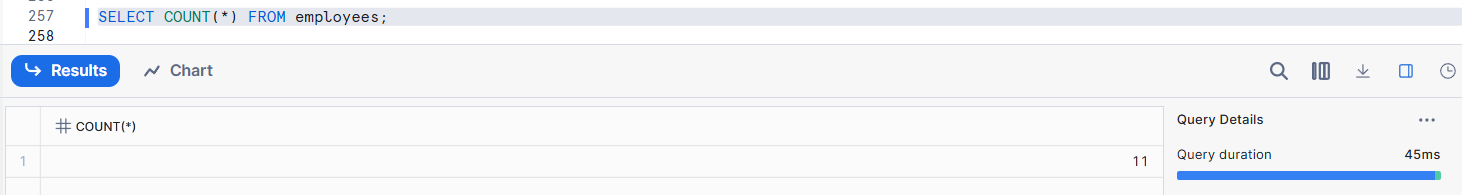 257 SELECT COUNT(*) FROM employees;
258
Results Chart
COUNT(*)
Query Details
1 11
Query duration 45ms